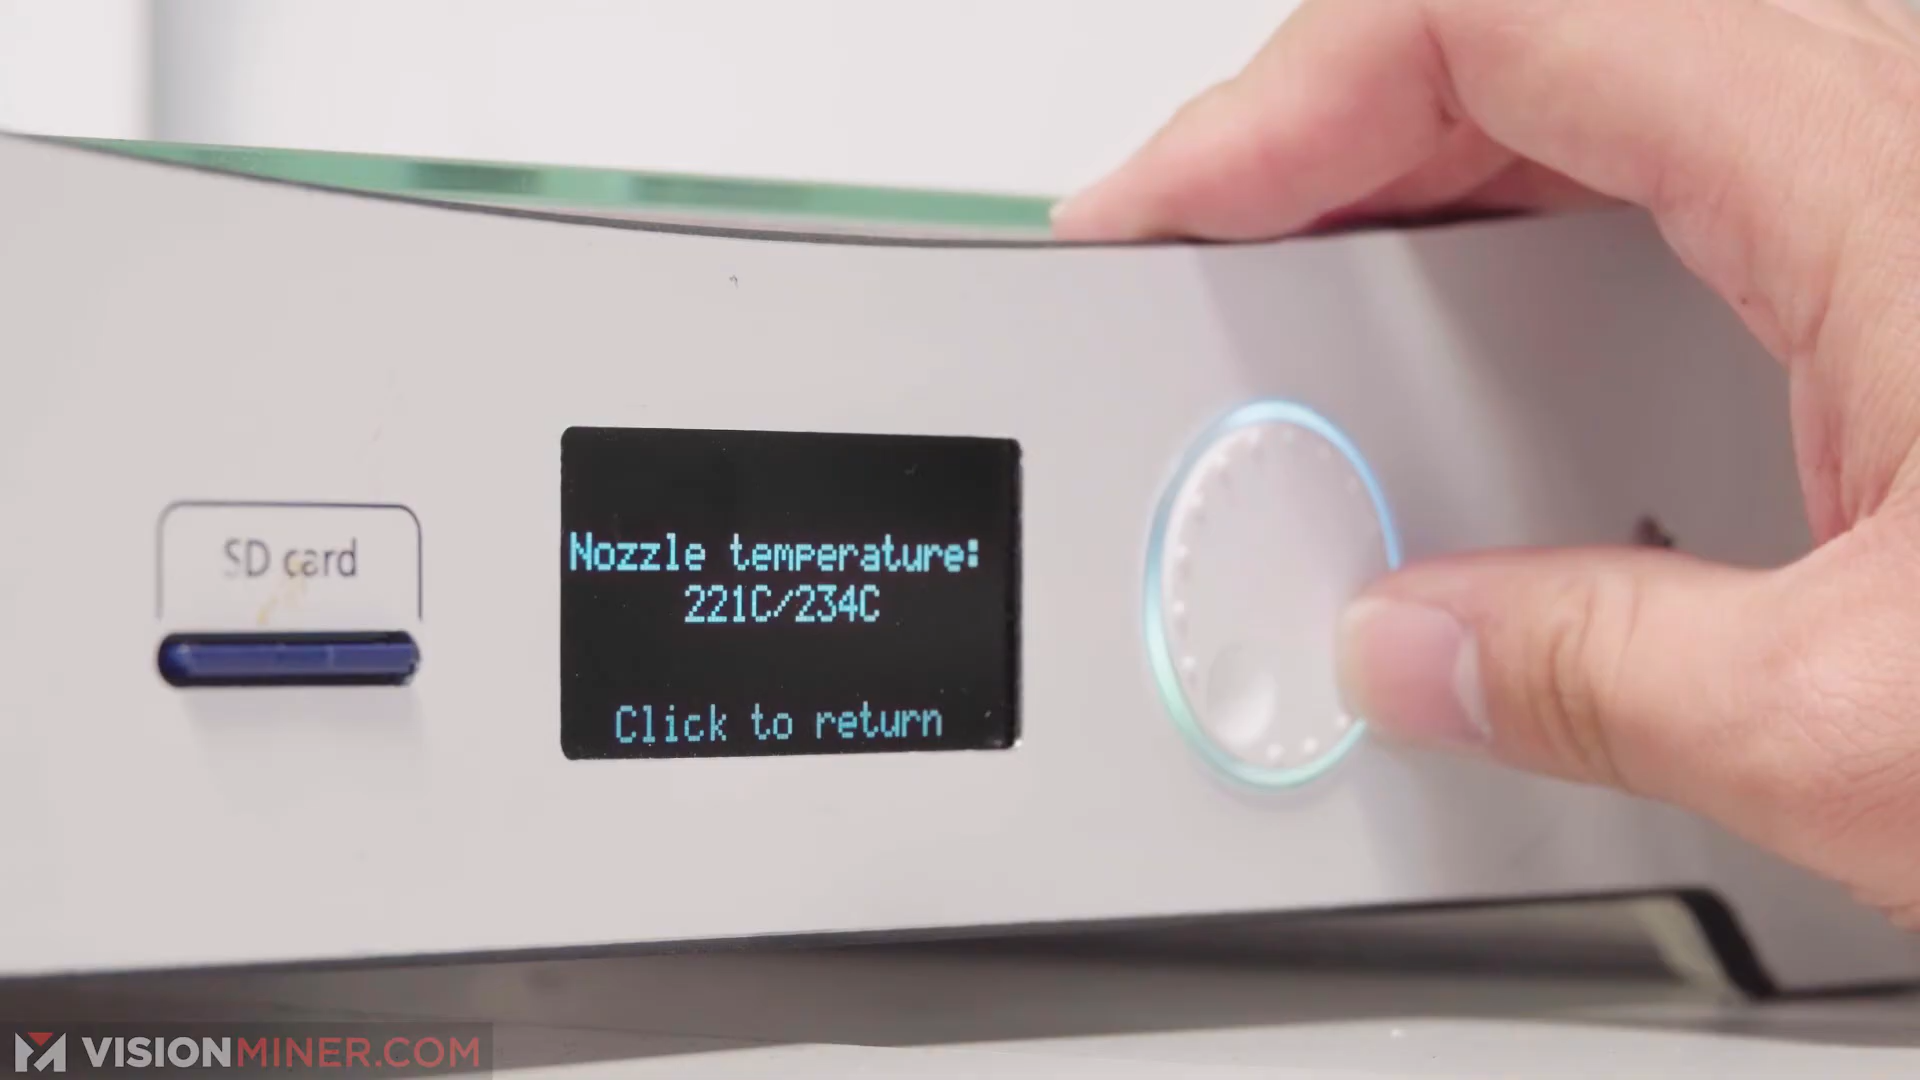 SD card
Nozzle temperature:
221C/234C
Click to return
VISIONMINER.COM